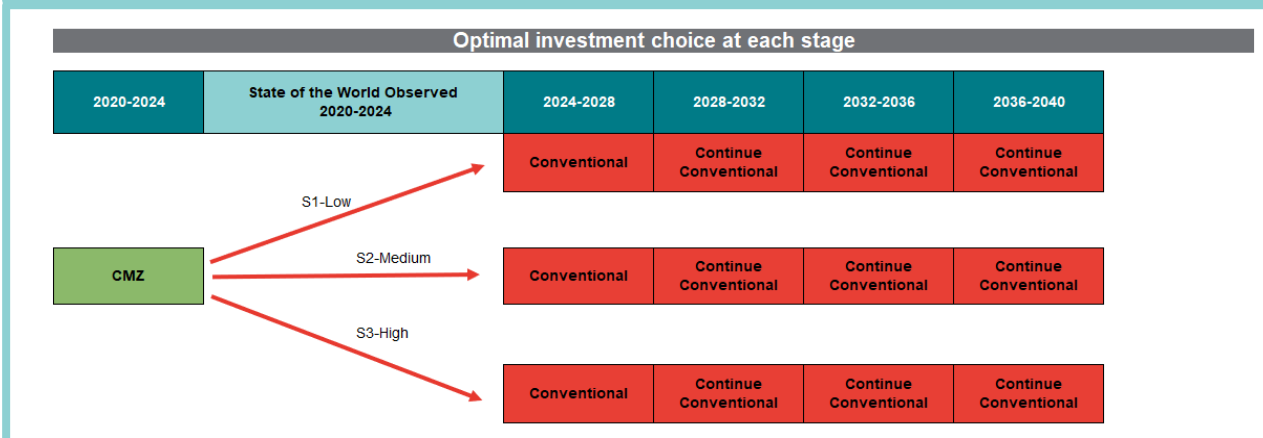 Optimal investment choice at each stage
2020-2024
State of the World Observed
2020-2024
2024-2028
2028-2032
2032-2036
2036-2040
Conventional
Continue
Conventional
Continue
Conventional
Continue
Conventional
S1-Low
CMZ
S2-Medium
Conventional
Continue
Conventional
Continue
Conventional
Continue
Conventional
S3-High
Conventional
Continue
Conventional
Continue
Conventional
Continue
Conventional